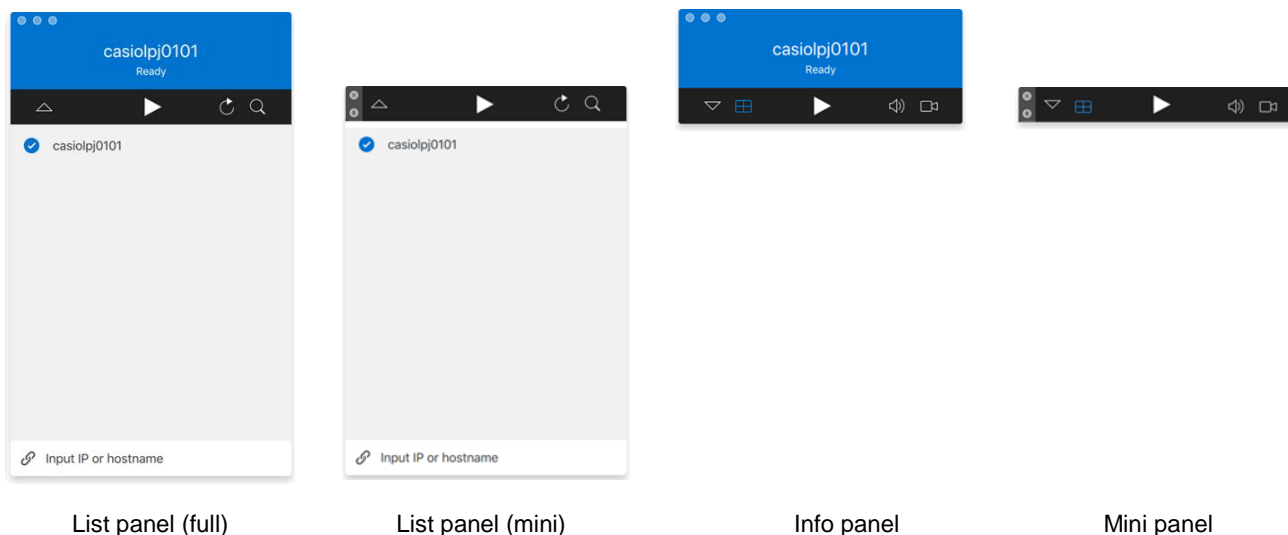 casiolpj0101
Ready
casiolpj0101
Input IP or hostname
List panel (full)
casiolpj0101
Input IP or hostname
List panel (mini)
casiolpj0101
Ready
Info panel
Mini panel